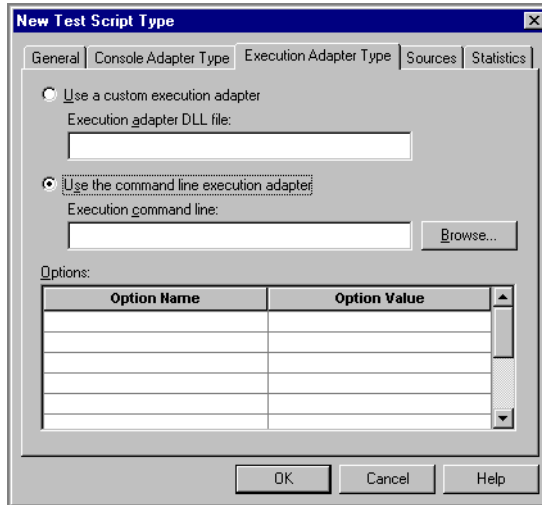 New Test Script Type
General Console Adapter Type Execution Adapter Type Sources Statistics
Use a custom execution adapter
Execution adapter DLL file:
Use the command line execution adapter
Execution command line:
Browse...
Options:
Option Name Option Value
OK Cancel Help